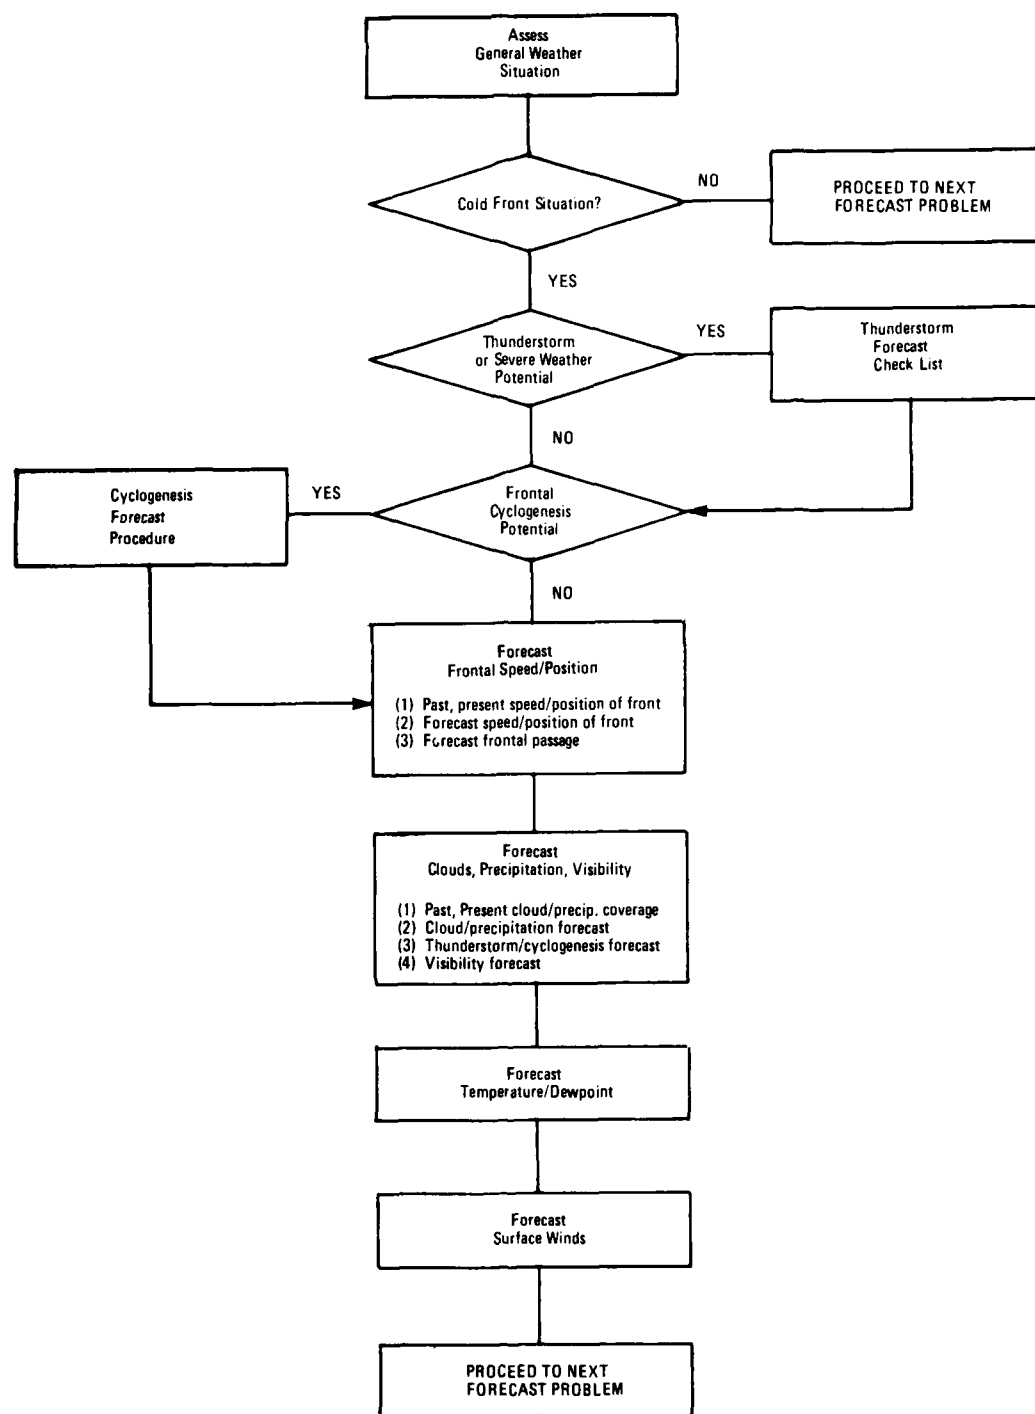 Assess
General Weather
Situation
Cold Front Situation?
NO
PROCEED TO NEXT
FORECAST PROBLEM
YES
Thunderstorm
or Severe Weather
Potential
YES
Thunderstorm
Forecast
Check List
NO
Cyclogenesis
Forecast
Procedure
YES
Frontal
Cyclogenesis
Potential
NO
Forecast
Frontal Speed/Position
(1) Past, present speed/position of front
(2) Forecast speed/position of front
(3) Forecast frontal passage
Forecast
Clouds, Precipitation, Visibility
(1) Past, Present cloud/precip. coverage
(2) Cloud/precipitation forecast
(3) Thunderstorm/cyclogenesis forecast
(4) Visibility forecast
Forecast
Temperature/Dewpoint
Forecast
Surface Winds
PROCEED TO NEXT
FORECAST PROBLEM